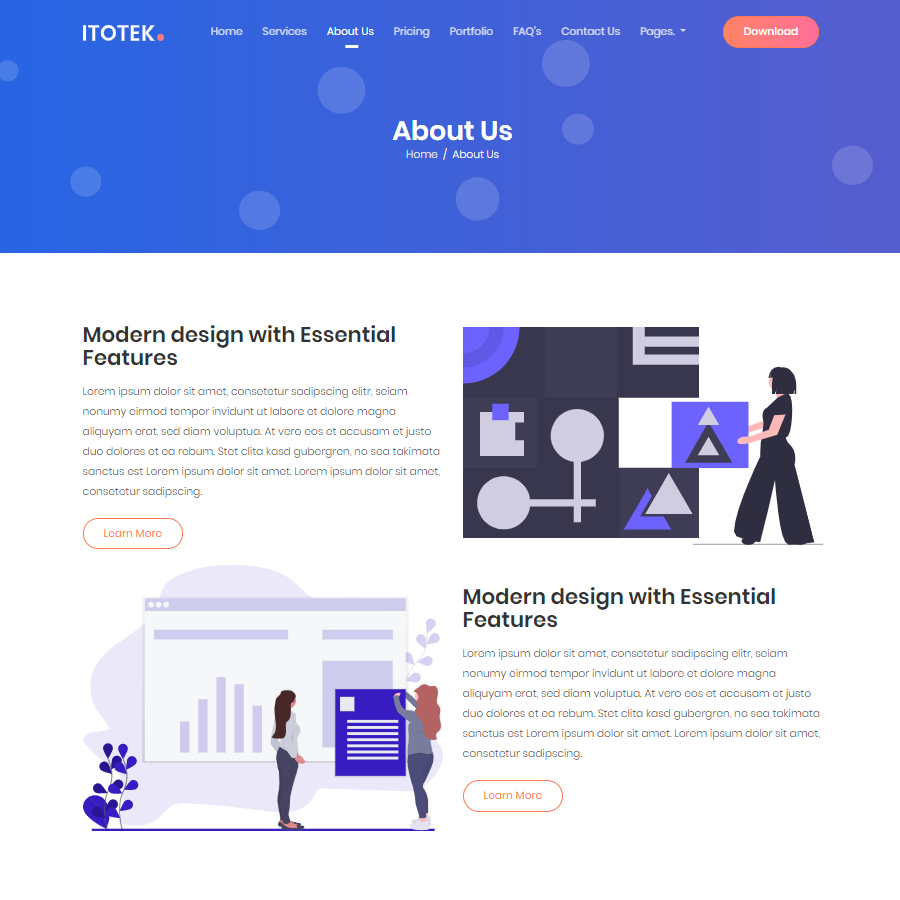 ITOTEK.
Home Services About Us Pricing Portfolio FAQ's Contact Us Pages. Download
About Us
Home / About Us
Modern design with Essential
Features
Lorem ipsum dolor sit amet, consetetur sadipscing elitr, seiam
nonumy eirmod tempor invidunt ut labore et dolore magna
aliquyam erat, sed diam voluptua. At vero eos et accusam et justo
duo dolores et ea rebum. Stet clita kasd gubergren, no sea takimata
sanctus est Lorem ipsum dolor sit amet. Lorem ipsum dolor sit amet,
consetetur sadipscing.
Learn More
Modern design with Essential
Features
Lorem ipsum dolor sit amet, consetetur sadipscing elitr, seiam
nonumy eirmod tempor invidunt ut labore et dolore magna
aliquyam erat, sed diam voluptua. At vero eos et accusam et justo
duo dolores et ea rebum. Stet clita kasd gubergren, no sea takimata
sanctus est Lorem ipsum dolor sit amet. Lorem ipsum dolor sit amet,
consetetur sadipscing.
Learn More